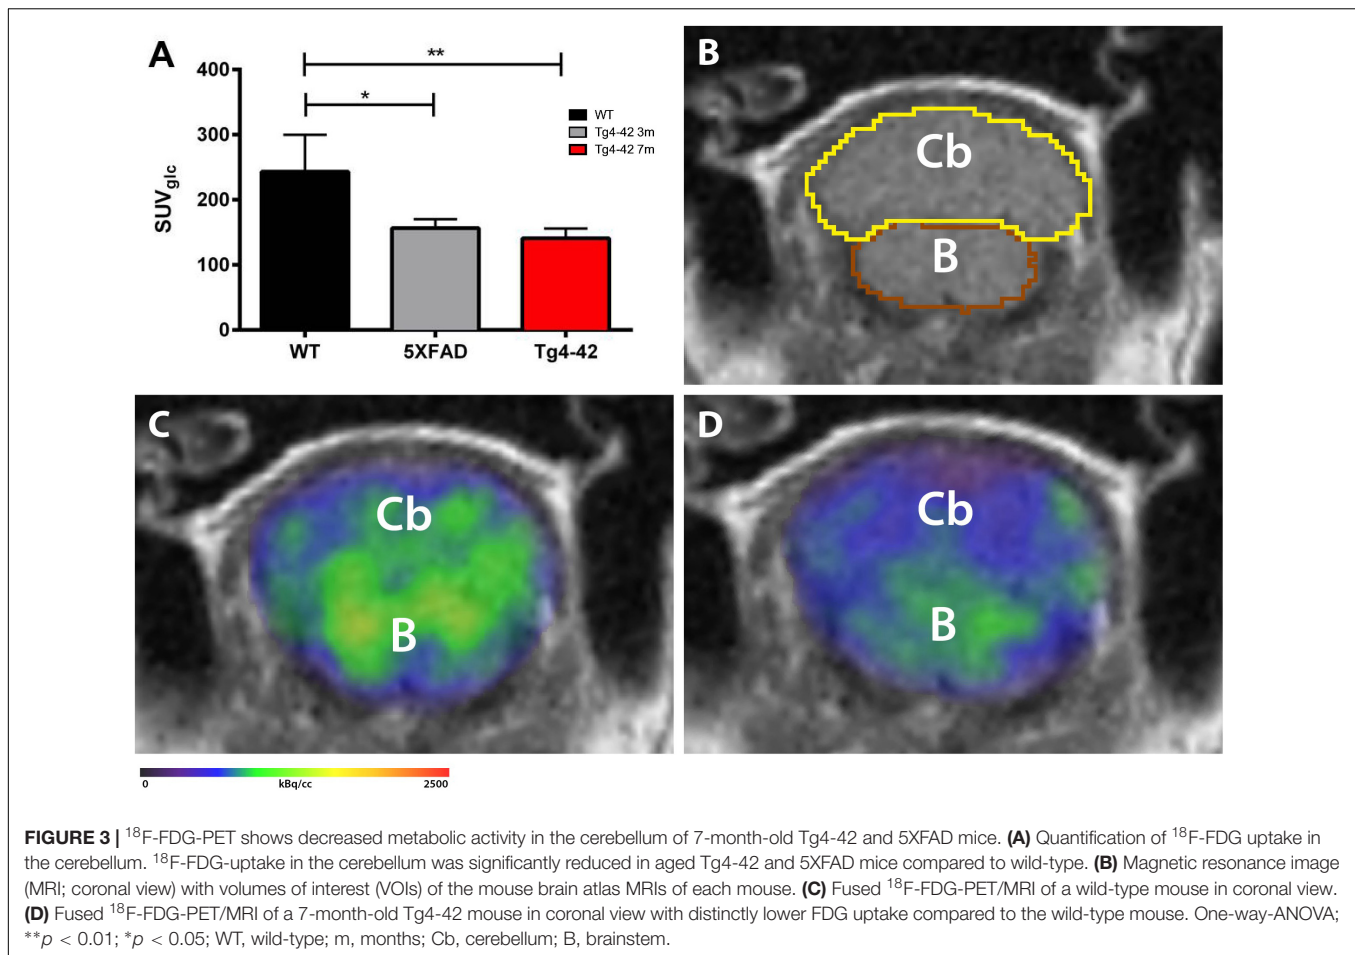 A
**
*
400
300
200
100
0
SUVglc
WT
Tg4-42 3m
Tg4-42 7m
WT 5XFAD Tg4-42
B
Cb
B
C
Cb
B
D
Cb
B
0 kBq/cc 2500
FIGURE 3 | 18F-FDG-PET shows decreased metabolic activity in the cerebellum of 7-month-old Tg4-42 and 5XFAD mice. (A) Quantification of 18F-FDG uptake in
the cerebellum. 18F-FDG-uptake in the cerebellum was significantly reduced in aged Tg4-42 and 5XFAD mice compared to wild-type. (B) Magnetic resonance image
(MRI; coronal view) with volumes of interest (VOIs) of the mouse brain atlas MRIs of each mouse. (C) Fused 18F-FDG-PET/MRI of a wild-type mouse in coronal view.
(D) Fused 18F-FDG-PET/MRI of a 7-month-old Tg4-42 mouse in coronal view with distinctly lower FDG uptake compared to the wild-type mouse. One-way-ANOVA;
**p < 0.01; *p < 0.05; WT, wild-type; m, months; Cb, cerebellum; B, brainstem.